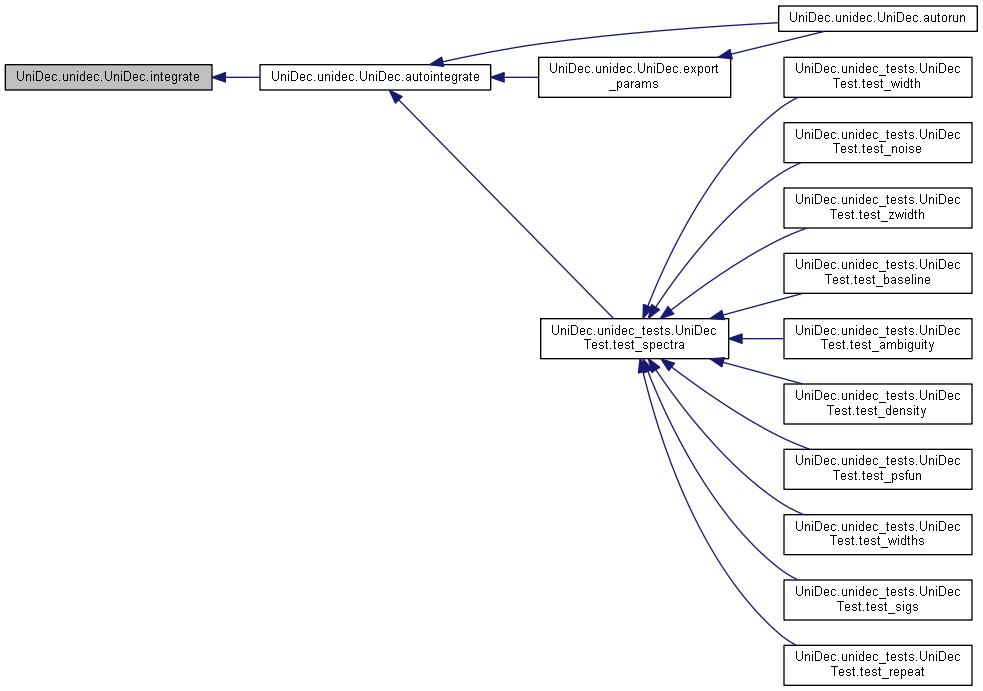 UniDec.unidec.UniDec.integrate
UniDec.unidec.UniDec.autointegrate
UniDec.unidec.UniDec.autorun
UniDec.unidec.UniDec.export
_params
UniDec.unidec_tests.UniDec
Test.test_spectra
UniDec.unidec_tests.UniDec
Test.test_width
UniDec.unidec_tests.UniDec
Test.test_noise
UniDec.unidec_tests.UniDec
Test.test_zwidth
UniDec.unidec_tests.UniDec
Test.test_baseline
UniDec.unidec_tests.UniDec
Test.test_ambiguity
UniDec.unidec_tests.UniDec
Test.test_density
UniDec.unidec_tests.UniDec
Test.test_psfun
UniDec.unidec_tests.UniDec
Test.test_widths
UniDec.unidec_tests.UniDec
Test.test_sigs
UniDec.unidec_tests.UniDec
Test.test_repeat